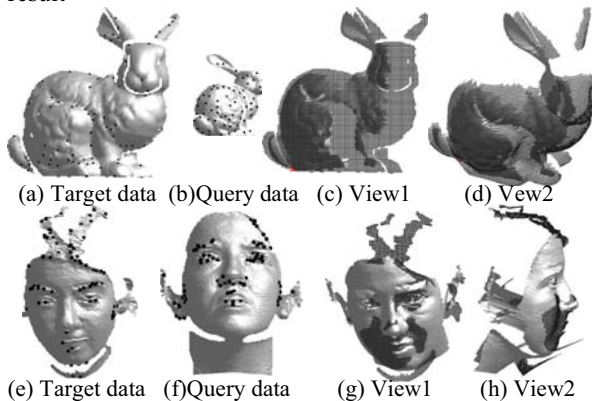 result
(a) Target data (b)Query data (c) View1 (d) Vew2
(e) Target data (f)Query data (g) View1 (h) View2